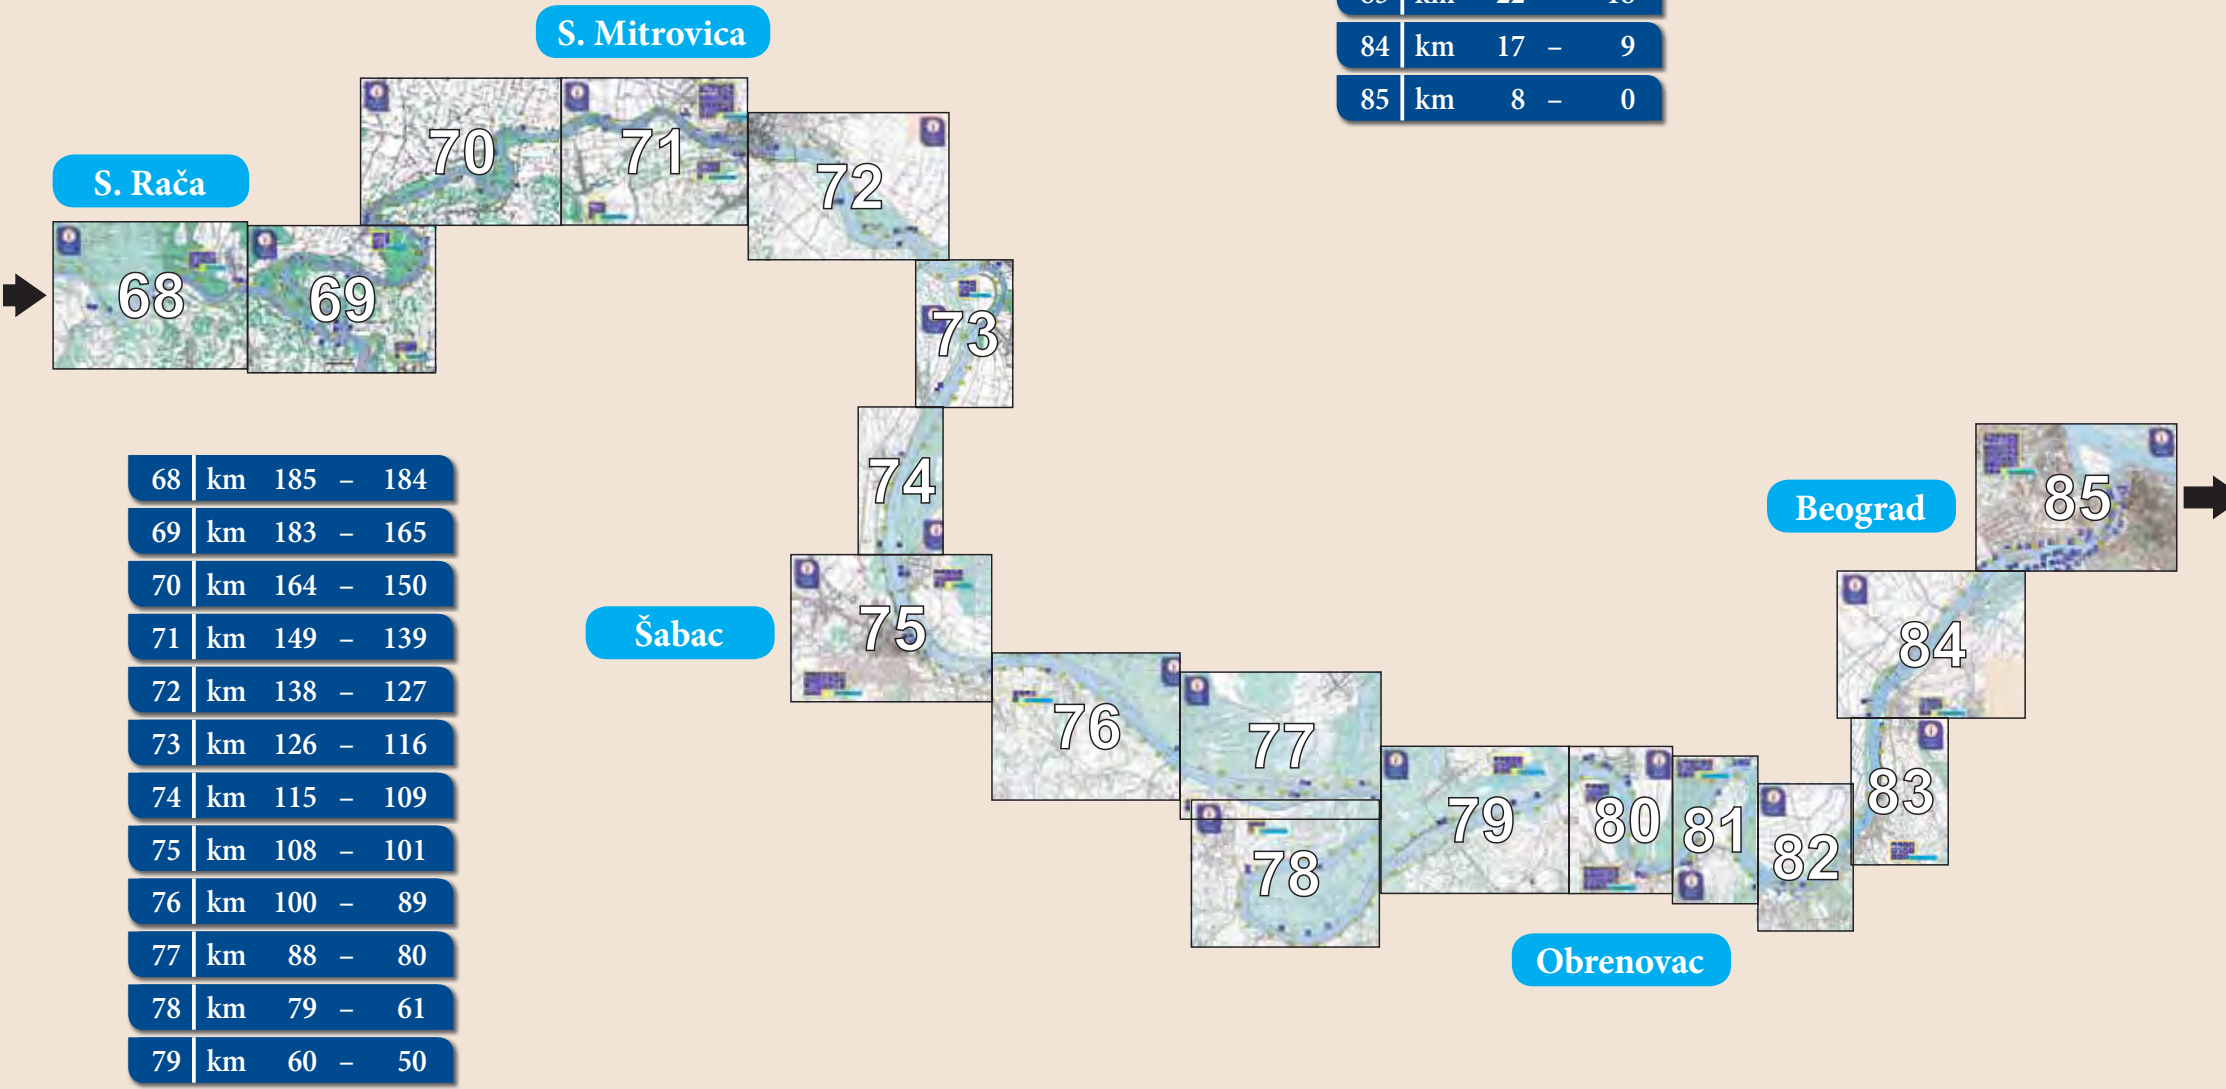 S. Mitrovica
84 km 17 – 9
85 km 8 – 0
70
71
72
S. Rača
68
69
73
74
Beograd
85
68 km 185 – 184
69 km 183 – 165
70 km 164 – 150
71 km 149 – 139
72 km 138 – 127
73 km 126 – 116
74 km 115 – 109
75 km 108 – 101
76 km 100 – 89
77 km 88 – 80
78 km 79 – 61
79 km 60 – 50
Šabac
75
84
76
77
83
79
80
81
82
78
Obrenovac